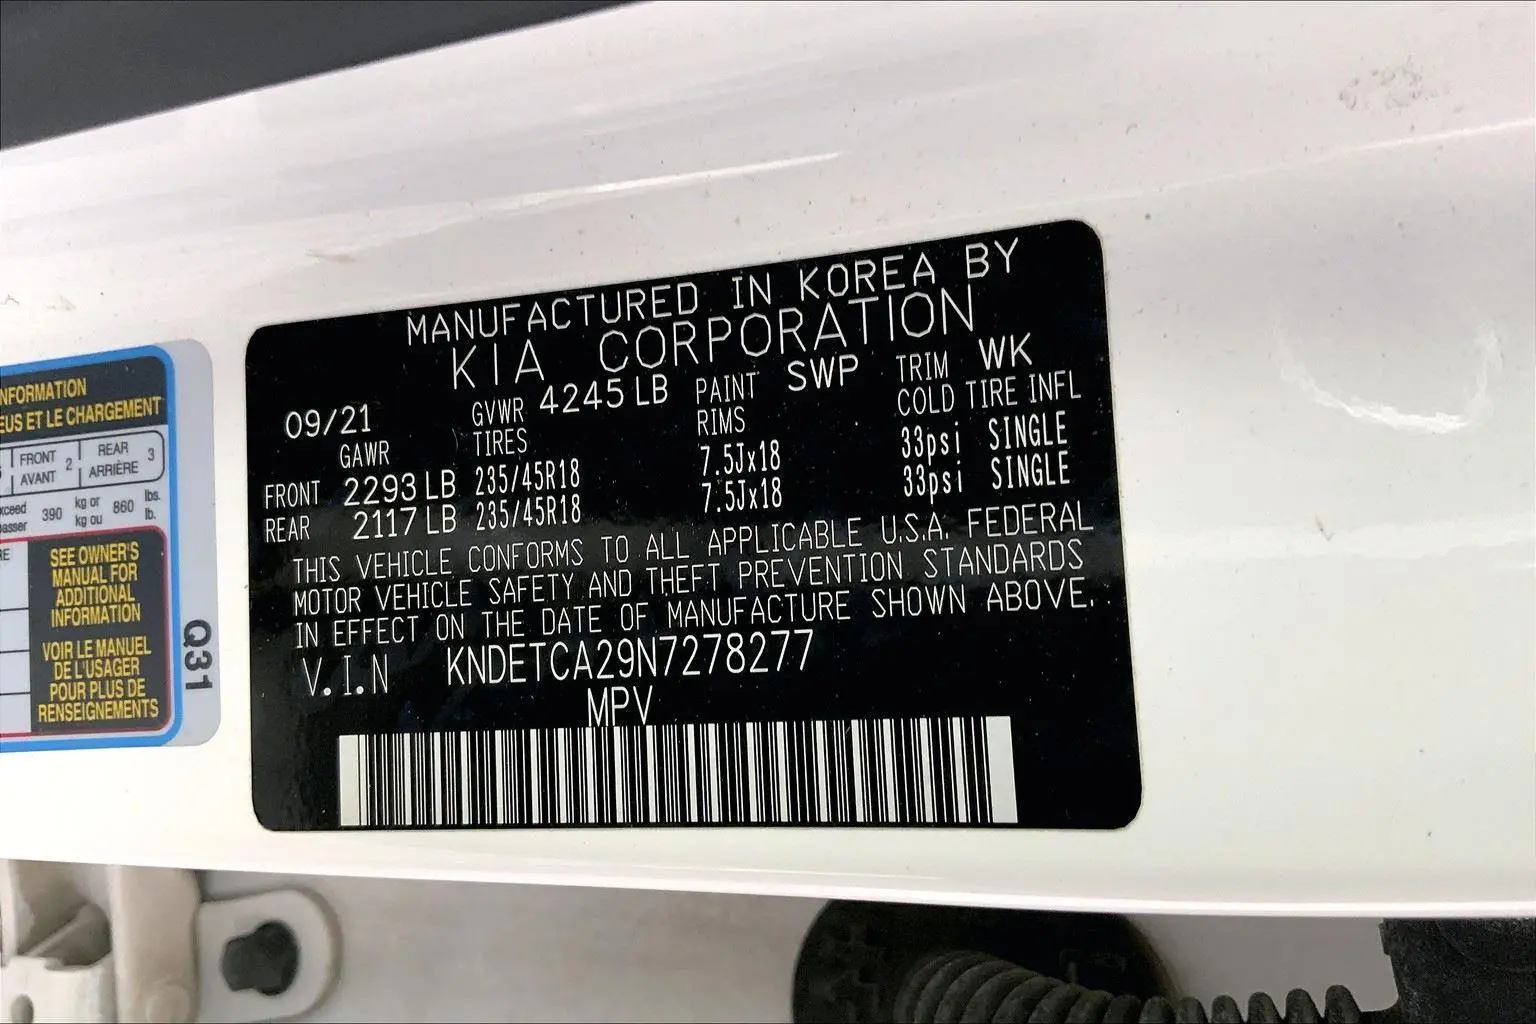 MANUFACTURED IN KOREA BY
KIA CORPORATION
09/21 GVWR 4245 LB PAINT SWP TRIM WK
GAWR TIRES RIMS COLD TIRE INFL
FRONT 2293 LB 235/45R18 7.5Jx18 33psi SINGLE
REAR 2117 LB 235/45R18 7.5Jx18 33psi SINGLE
THIS VEHICLE CONFORMS TO ALL APPLICABLE U.S.A. FEDERAL
MOTOR VEHICLE SAFETY AND THEFT PREVENTION STANDARDS
IN EFFECT ON THE DATE OF MANUFACTURE SHOWN ABOVE.
V.I.N KNDETCA29N7278277
MPV
NFORMATION
EUS ET LE CHARGEMENT
FRONT 2 REAR 3
AVANT ARRIÈRE
xceed 390 kg or 860 lbs.
passer kg ou lb.
SEE OWNER'S
MANUAL FOR
ADDITIONAL
INFORMATION
VOIR LE MANUEL
DE L'USAGER
POUR PLUS DE
RENSEIGNEMENTS
Q31